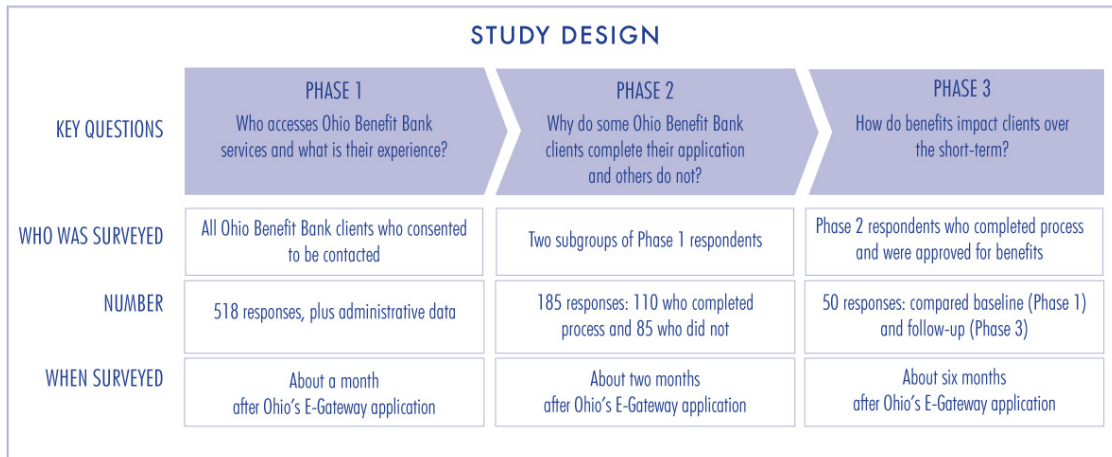 STUDY DESIGN
KEY QUESTIONS
PHASE 1
Who accesses Ohio Benefit Bank
services and what is their experience?
PHASE 2
Why do some Ohio Benefit Bank
clients complete their application
and others do not?
PHASE 3
How do benefits impact clients over
the short-term?
WHO WAS SURVEYED
All Ohio Benefit Bank clients who consented
to be contacted
Two subgroups of Phase 1 respondents
Phase 2 respondents who completed process
and were approved for benefits
NUMBER
518 responses, plus administrative data
185 responses: 110 who completed
process and 85 who did not
50 responses: compared baseline (Phase 1)
and follow-up (Phase 3)
WHEN SURVEYED
About a month
after Ohio's E-Gateway application
About two months
after Ohio's E-Gateway application
About six months
after Ohio's E-Gateway application